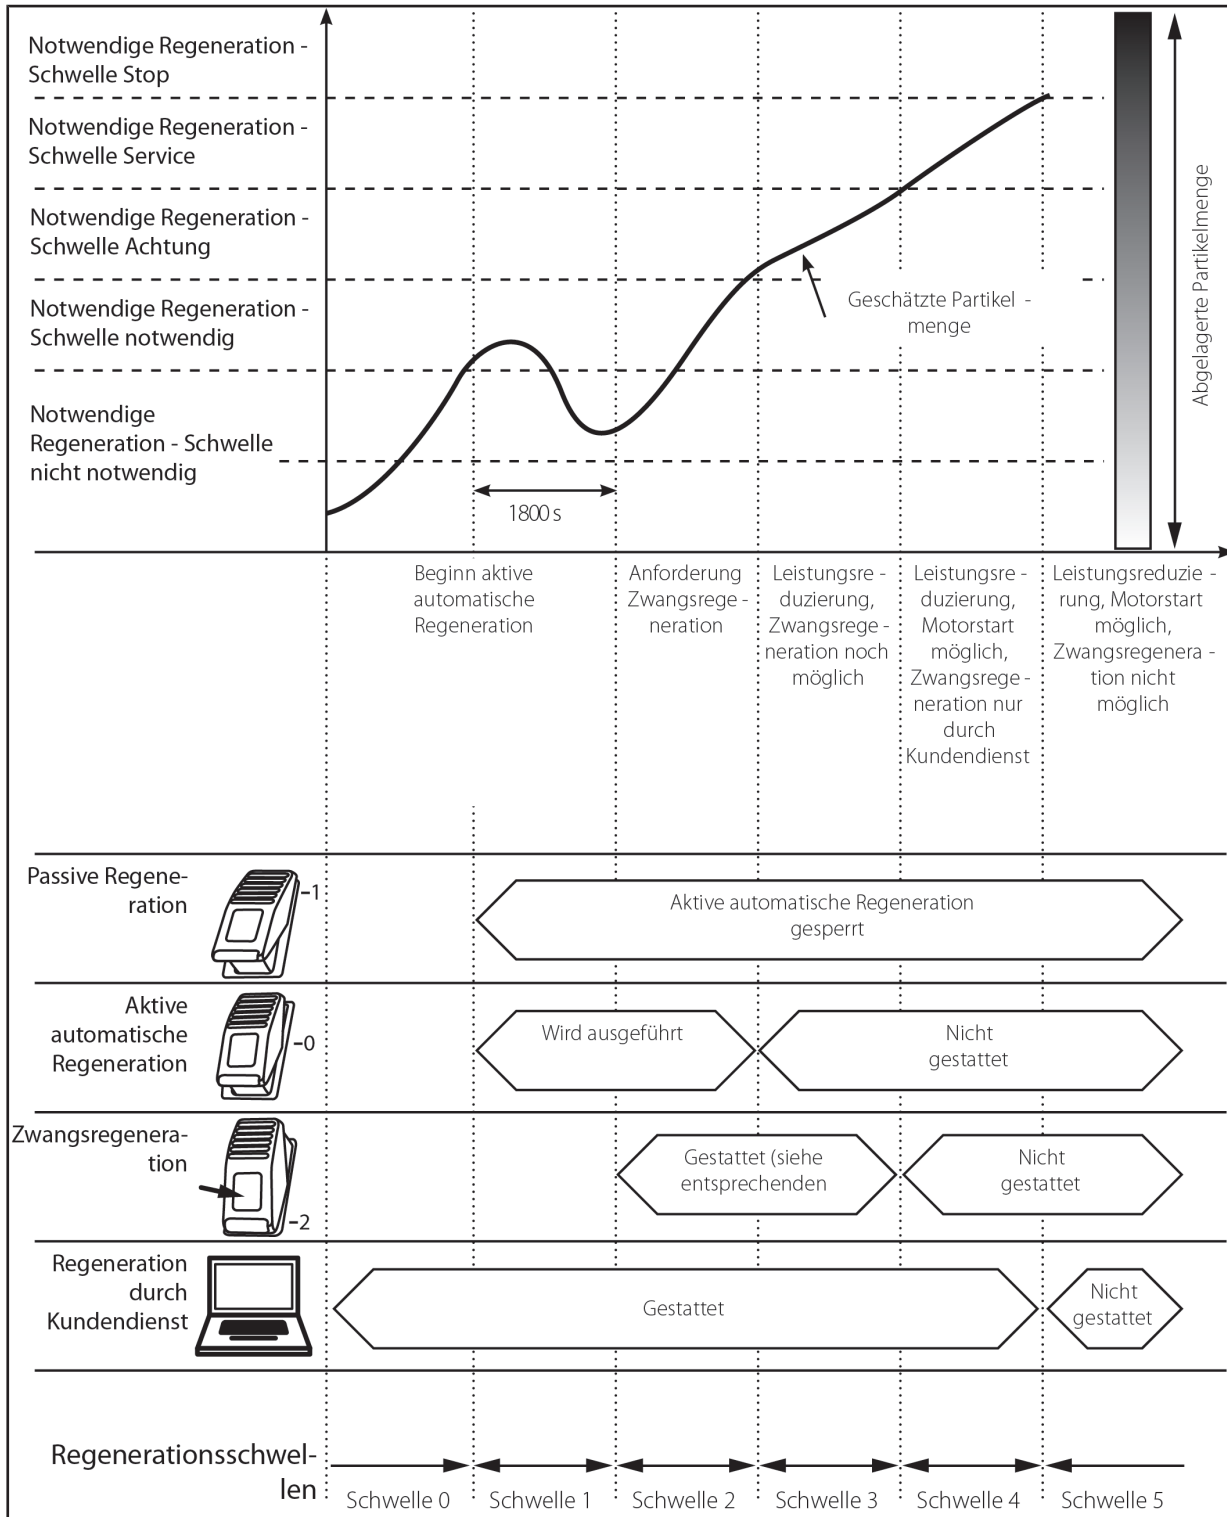 Notwendige Regeneration -
Schwelle Stop
Notwendige Regeneration -
Schwelle Service
Notwendige Regeneration -
Schwelle Achtung
Notwendige Regeneration -
Schwelle notwendig
Notwendige
Regeneration - Schwelle
nicht notwendig
Geschätzte Partikel -
menge
Abgelagerte Partikelmenge
1800 s
Beginn aktive
automatische
Regeneration
Anforderung
Zwangsrege -
neration
Leistungsre -
duzierung,
Zwangsrege -
neration noch
möglich
Leistungsre -
duzierung,
Motorstart
möglich,
Zwangsrege -
neration nur
durch
Kundendienst
Leistungsreduzie -
rung, Motorstart
möglich,
Zwangsregenera -
tion nicht
möglich
Passive Regene-
ration
-1
Aktive automatische Regeneration
gesperrt
Aktive
automatische
Regeneration
-0
Wird ausgeführt
Nicht
gestattet
Zwangsregenera-
tion
-2
Gestattet (siehe
entsprechenden
Nicht
gestattet
Regeneration
durch
Kundendienst
Gestattet
Nicht
gestattet
Regenerationsschwel-
len
Schwelle 0
Schwelle 1
Schwelle 2
Schwelle 3
Schwelle 4
Schwelle 5